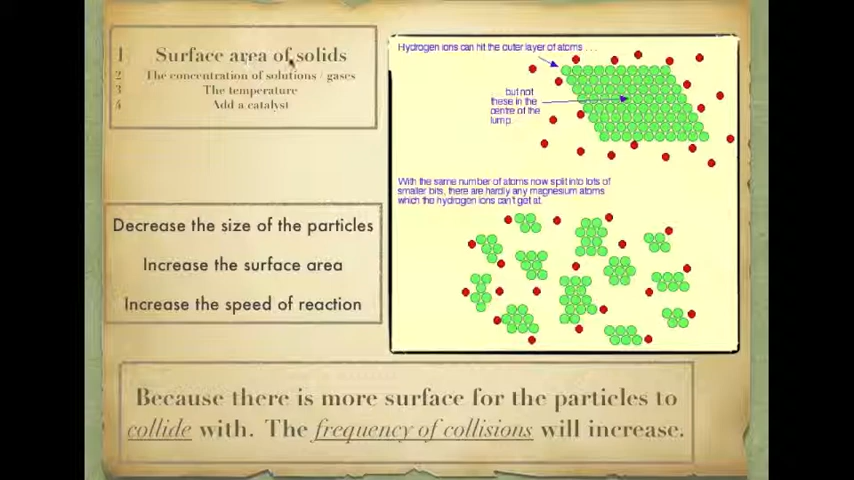 1 Surface area of solids
2 The concentration of solutions / gases
3 The temperature
4 Add a catalyst
Hydrogen ions can hit the outer layer of atoms . . .
. . . but not
these in the
centre of the
lump.
With the same number of atoms now split into lots of
smaller bits, there are hardly any magnesium atoms
which the hydrogen ions can't get at.
Decrease the size of the particles
Increase the surface area
Increase the speed of reaction
Because there is more surface for the particles to
collide with. The frequency of collisions will increase.